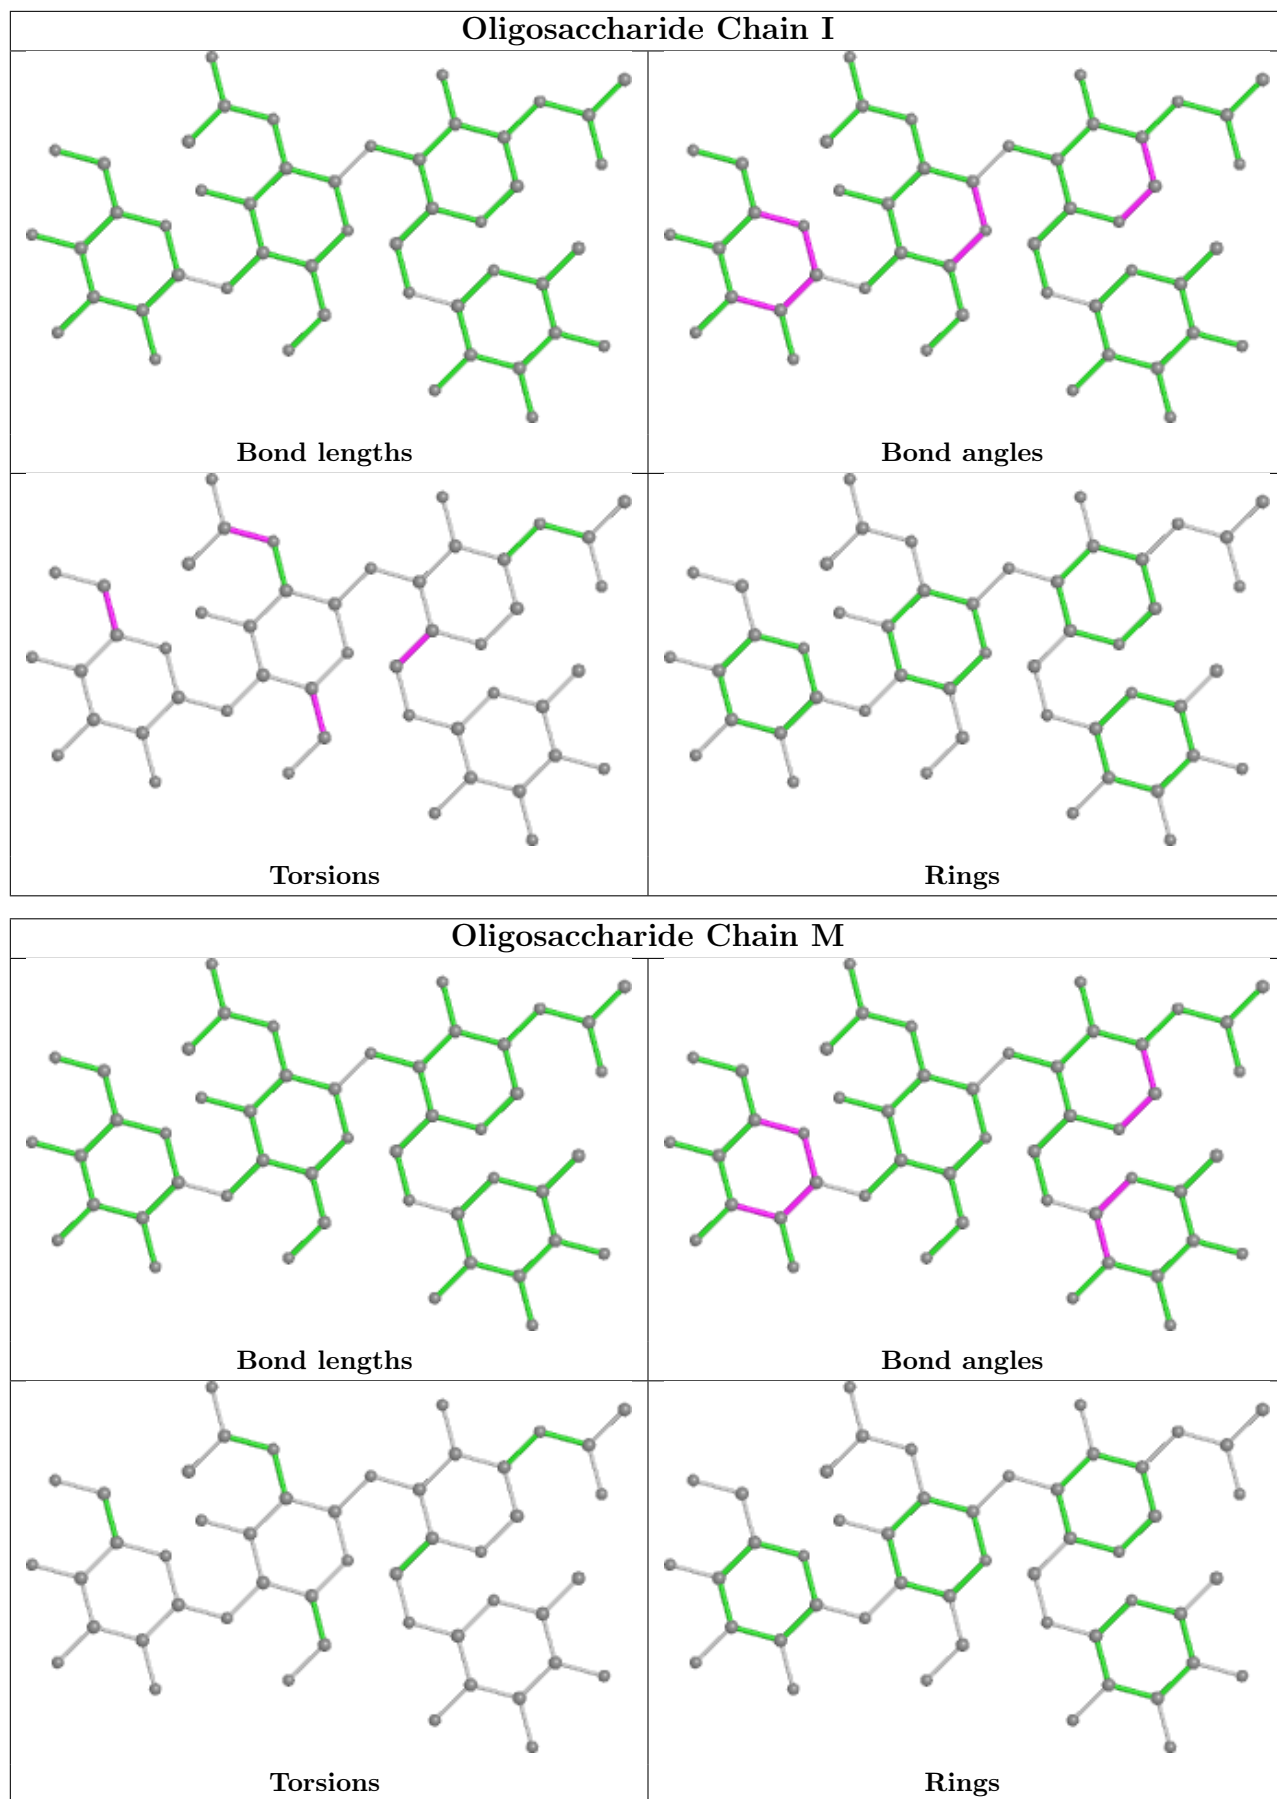 Oligosaccharide Chain I
Bond lengths
Bond angles
Torsions
Rings
Oligosaccharide Chain M
Bond lengths
Bond angles
Torsions
Rings